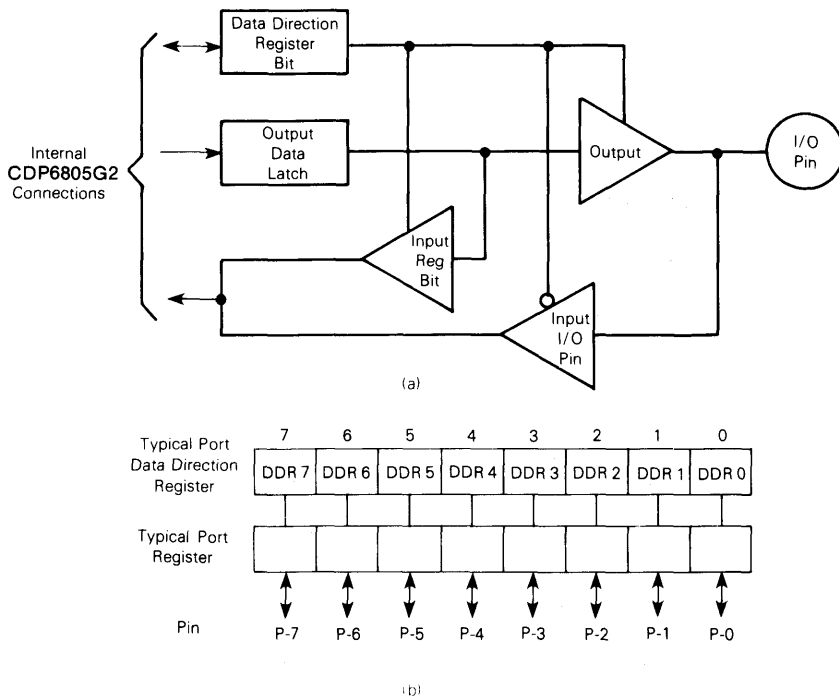 Data Direction
Register
Bit
Output
Data
Latch
Output
I/O
Pin
Internal
CDP6805G2
Connections
Input
Reg
Bit
Input
I/O
Pin
(a)
7 6 5 4 3 2 1 0
Typical Port
Data Direction
Register
DDR 7 DDR 6 DDR 5 DDR 4 DDR 3 DDR 2 DDR 1 DDR 0
Typical Port
Register
Pin P-7 P-6 P-5 P-4 P-3 P-2 P-1 P-0
(b)